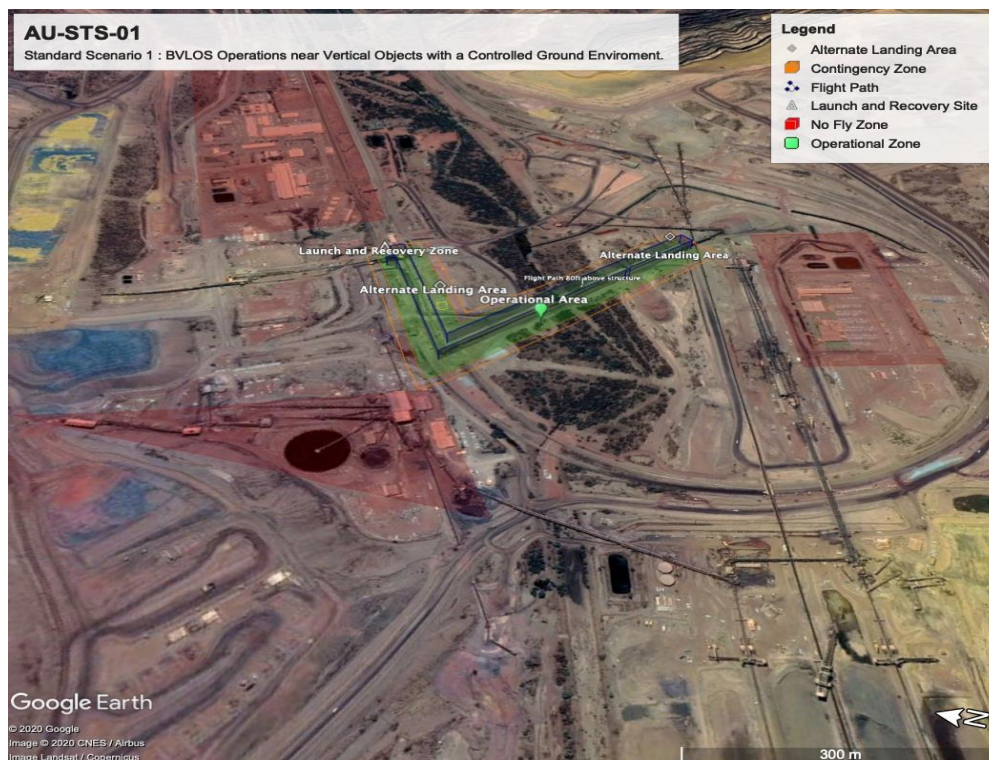 AU-STS-01
Standard Scenario 1 : BVLOS Operations near Vertical Objects with a Controlled Ground Enviroment.
Legend
Alternate Landing Area
Contingency Zone
Flight Path
Launch and Recovery Site
No Fly Zone
Operational Zone
Launch and Recovery Zone
Alternate Landing Area
Flight Path 80ft above structure
Alternate Landing Area
Operational Area
Google Earth
© 2020 Google
Image © 2020 CNES / Airbus
Image Landsat / Copernicus
N
300 m